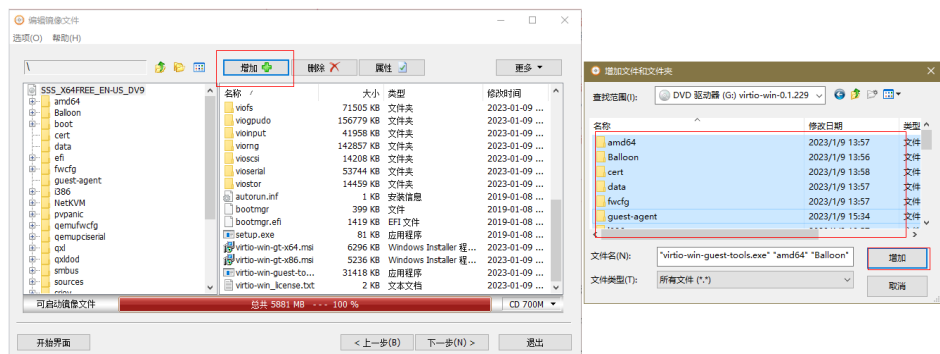 编辑镜像文件
选项(O) 帮助(H)
\
增加 删除 属性 更多
SSS_X64FREE_EN-US_DV9
amd64
Balloon
boot
cert
data
efi
fwcfg
guest-agent
i386
NetKVM
pvpanic
qemufwcfg
qemupciserial
qxl
qxldod
smbus
sources
名称 / 大小 类型 修改时间
viofs 71505 KB 文件夹 2023-01-09 ...
viogpudo 156779 KB 文件夹 2023-01-09 ...
vioinput 41958 KB 文件夹 2023-01-09 ...
viorng 142857 KB 文件夹 2023-01-09 ...
vioscsi 14208 KB 文件夹 2023-01-09 ...
vioserial 53744 KB 文件夹 2023-01-09 ...
viostor 14459 KB 文件夹 2023-01-09 ...
autorun.inf 1 KB 安装信息 2019-01-08 ...
bootmgr 399 KB 文件 2019-01-08 ...
bootmgr.efi 1419 KB EFI 文件 2019-01-08 ...
setup.exe 81 KB 应用程序 2019-01-08 ...
virtio-win-gt-x64.msi 6296 KB Windows Installer 程... 2023-01-09 ...
virtio-win-gt-x86.msi 5236 KB Windows Installer 程... 2023-01-09 ...
virtio-win-guest-to... 31418 KB 应用程序 2023-01-09 ...
virtio-win_license.txt 2 KB 文本文档 2023-01-09 ...
可启动镜像文件 总共 5881 MB --- 100 % CD 700M
开始界面 < 上一步(B) 下一步(N) > 退出
增加文件和文件夹
查找范围(I): DVD 驱动器 (G:) virtio-win-0.1.229
名称 修改日期 类型
amd64 2023/1/9 13:57 文件
Balloon 2023/1/9 13:56 文件
cert 2023/1/9 13:58 文件
data 2023/1/9 13:57 文件
fwcfg 2023/1/9 13:57 文件
guest-agent 2023/1/9 15:34 文件
文件名(N): "virtio-win-guest-tools.exe" "amd64" "Balloon" 增加
文件类型(T): 所有文件 (*.*) 取消